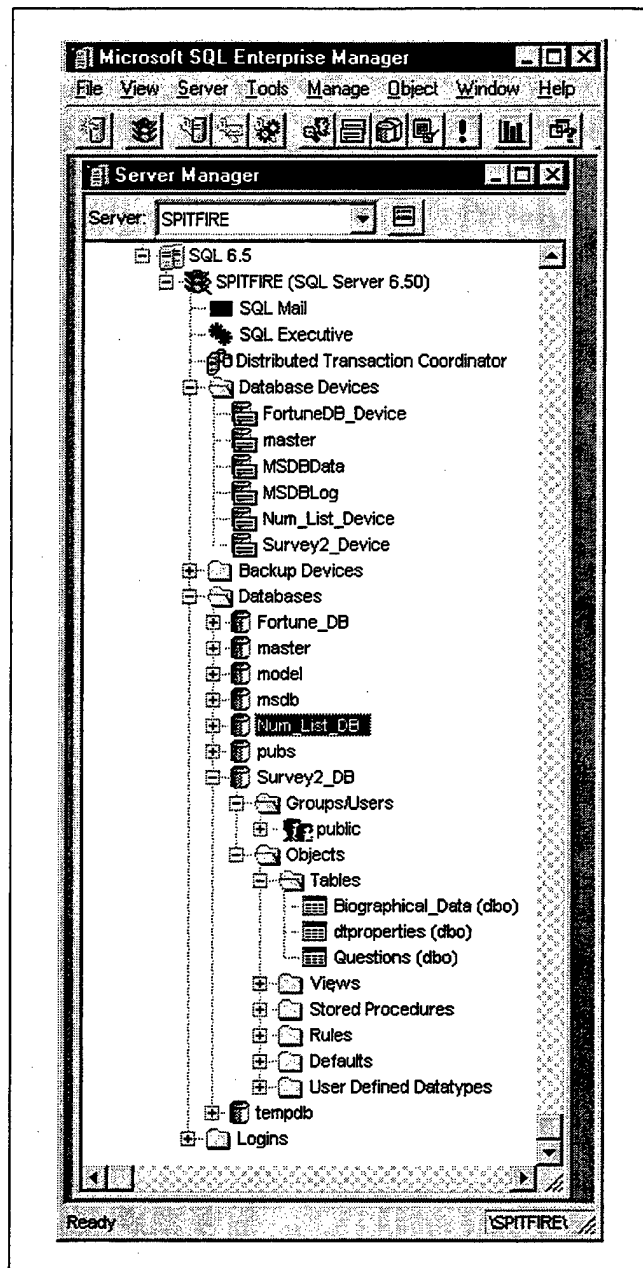 Microsoft SQL Enterprise Manager
File View Server Tools Manage Object Window Help
Server Manager
Server: SPITFIRE
SQL 6.5
SPITFIRE (SQL Server 6.50)
SQL Mail
SQL Executive
Distributed Transaction Coordinator
Database Devices
FortuneDB_Device
master
MSDBData
MSDBLog
Num_List_Device
Survey2_Device
Backup Devices
Databases
Fortune_DB
master
model
msdb
Num_List_DB
pubs
Survey2_DB
Groups/Users
public
Objects
Tables
Biographical_Data (dbo)
dtproperties (dbo)
Questions (dbo)
Views
Stored Procedures
Rules
Defaults
User Defined Datatypes
tempdb
Logins
Ready \SPITFIRE\